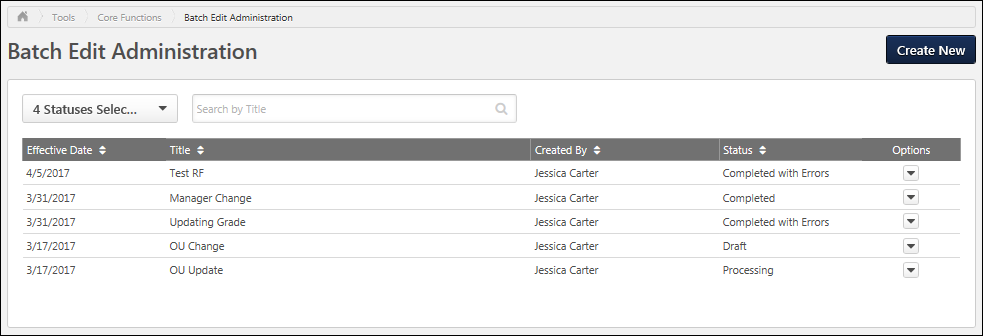 Tools Core Functions Batch Edit Administration
Batch Edit Administration Create New
4 Statuses Selec... Search by Title
Effective Date Title Created By Status Options
4/5/2017 Test RF Jessica Carter Completed with Errors
3/31/2017 Manager Change Jessica Carter Completed
3/31/2017 Updating Grade Jessica Carter Completed with Errors
3/17/2017 OU Change Jessica Carter Draft
3/17/2017 OU Update Jessica Carter Processing